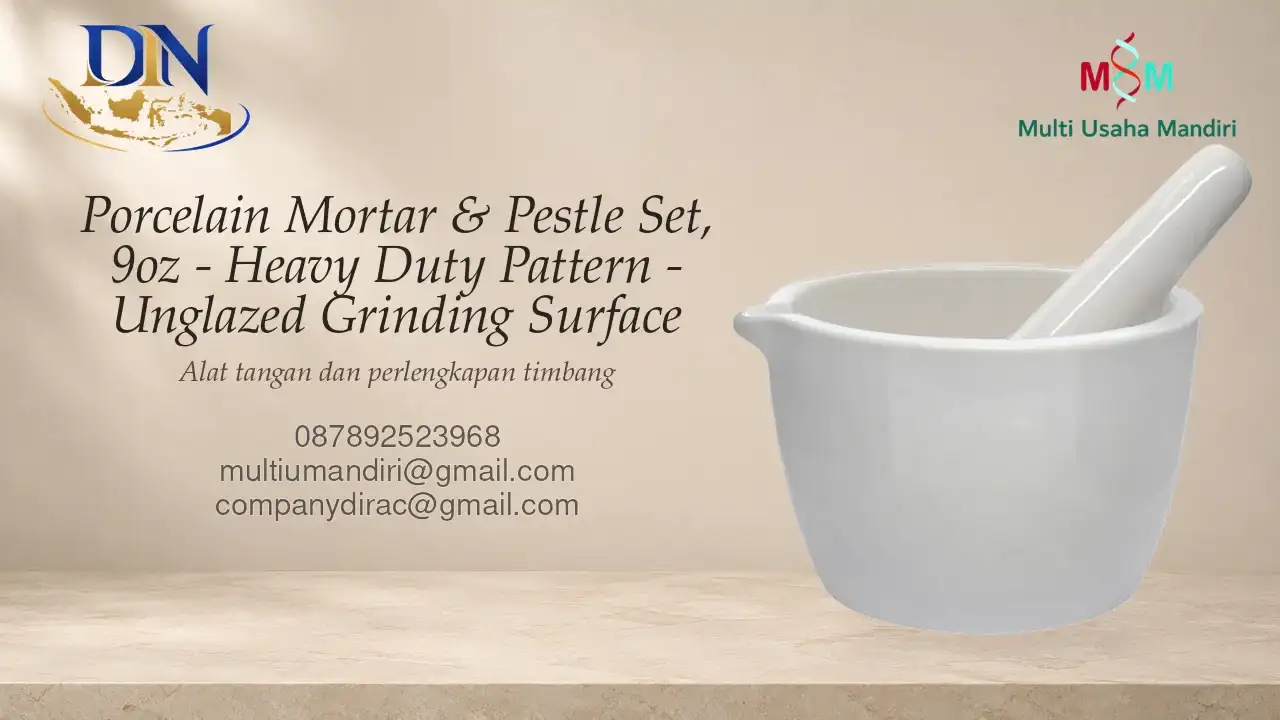 DIN
M M
Multi Usaha Mandiri
Porcelain Mortar & Pestle Set,
9oz - Heavy Duty Pattern -
Unglazed Grinding Surface
Alat tangan dan perlengkapan timbang
087892523968
multiumandiri@gmail.com
companydirac@gmail.com